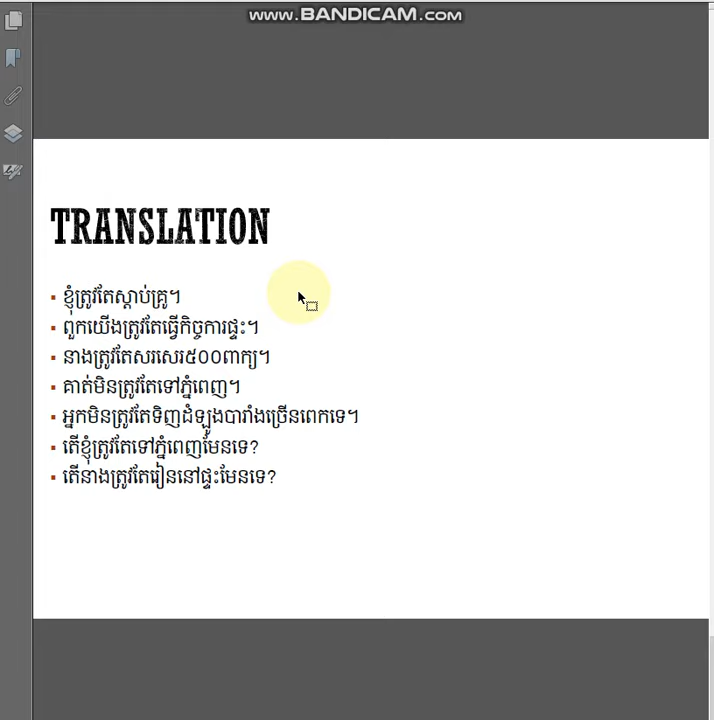 www.BANDICAM.com
TRANSLATION
▪ ខ្ញុំត្រូវតែស្តាប់គ្រូ។
▪ ពួកយើងត្រូវតែធ្វើកិច្ចការផ្ទះ។
▪ នាងត្រូវតែសរសេរ៥០០ពាក្យ។
▪ គាត់មិនត្រូវតែទៅភ្នំពេញ។
▪ អ្នកមិនត្រូវតែទិញដំឡូងបារាំងច្រើនពេកទេ។
▪ តើខ្ញុំត្រូវតែទៅភ្នំពេញមែនទេ?
▪ តើនាងត្រូវតែរៀននៅផ្ទះមែនទេ?